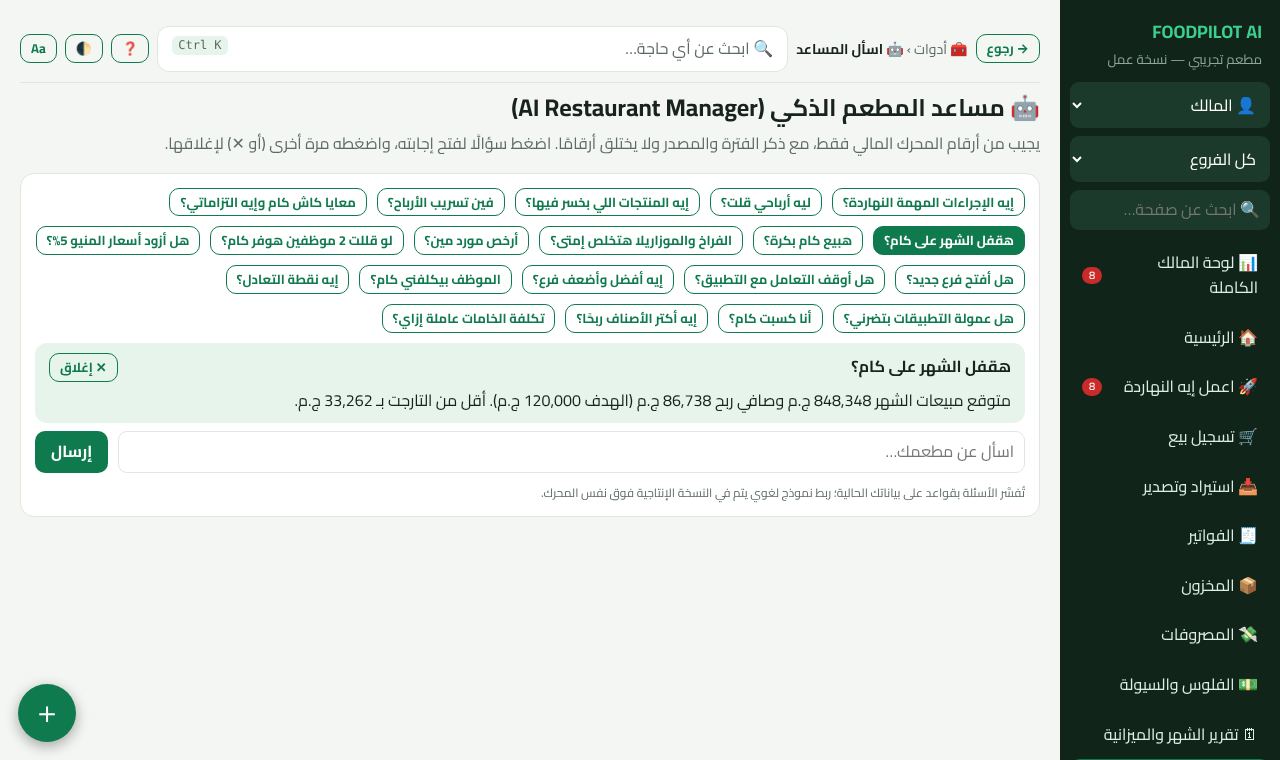 FOODPILOT AI
مطعم تجريبي — نسخة عمل
👤 المالك
كل الفروع
🔍 ابحث عن صفحة...
📊 لوحة المالك الكاملة
8
🏠 الرئيسية
🚀 اعمل إيه النهاردة
8
🛒 تسجيل بيع
📥 استيراد وتصدير
🧾 الفواتير
📦 المخزون
💸 المصروفات
💵 الفلوس والسيولة
🗓 تقرير الشهر والميزانية
→ رجوع
🧰 أدوات › 🤖 اسأل المساعد
🔍 ابحث عن أي حاجة...
Ctrl K
❓
🌓
Aa
🤖 مساعد المطعم الذكي (AI Restaurant Manager)
يجيب من أرقام المحرك المالي فقط، مع ذكر الفترة والمصدر ولا يختلق أرقامًا. اضغط سؤالًا لفتح إجابته، واضغطه مرة أخرى (أو ✕) لإغلاقها.
إيه الإجراءات المهمة النهاردة؟ ليه أرباحي قلت؟ إيه المنتجات اللي بخسر فيها؟ فين تسريب الأرباح؟ معايا كاش كام وإيه التزاماتي؟
هقفل الشهر على كام؟ هبيع كام بكرة؟ الفراخ والموزاريلا هتخلص إمتى؟ أرخص مورد مين؟ لو قللت 2 موظفين هوفر كام؟ هل أزود أسعار المنيو 5%؟
هل أفتح فرع جديد؟ هل أوقف التعامل مع التطبيق؟ إيه أفضل وأضعف فرع؟ الموظف بيكلفني كام؟ إيه نقطة التعادل؟
هل عمولة التطبيقات بتضرني؟ أنا كسبت كام؟ إيه أكتر الأصناف ربحًا؟ تكلفة الخامات عاملة إزاي؟
هقفل الشهر على كام؟
✕ إغلاق
متوقع مبيعات الشهر 848,348 ج.م وصافي ربح 86,738 ج.م (الهدف 120,000 ج.م). أقل من التارجت بـ 33,262 ج.م.
اسأل عن مطعمك...
إرسال
تُفسَّر الأسئلة بقواعد على بياناتك الحالية؛ ربط نموذج لغوي يتم في النسخة الإنتاجية فوق نفس المحرك.
+